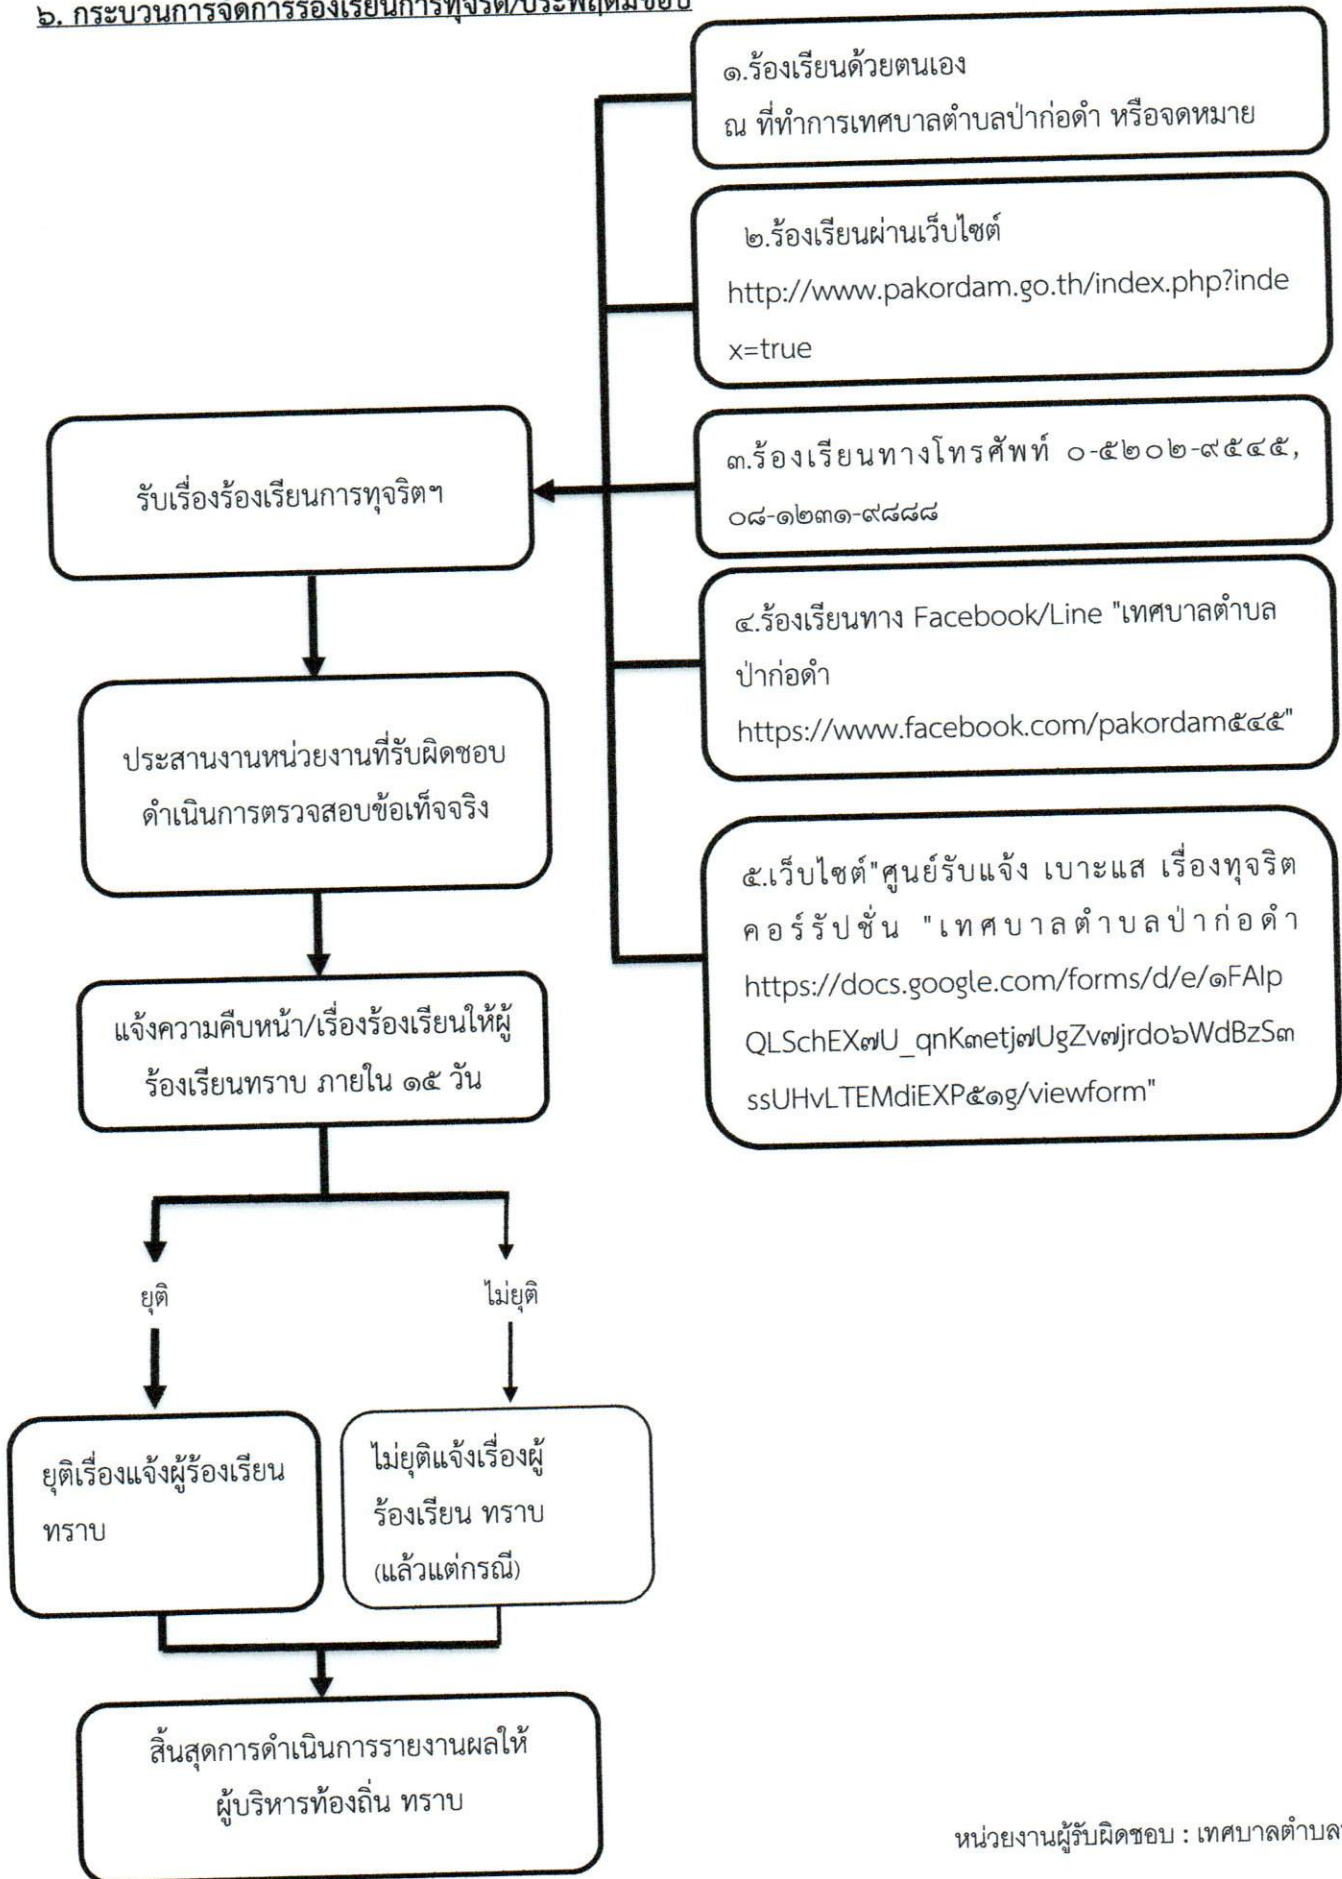 ๖. กระบวนการจัดการร้องเรียนการทุจริต/ประพฤติมิชอบ
๑.ร้องเรียนด้วยตนเอง
ณ ที่ทำการเทศบาลตำบลป่าก่อดำ หรือจดหมาย
๒.ร้องเรียนผ่านเว็บไซต์
http://www.pakordam.go.th/index.php?inde
x=true
๓.ร้องเรียนทางโทรศัพท์ ๐-๕๒๐๒-๙๕๔๕,
๐๘-๑๒๓๑-๙๘๘๘
๔.ร้องเรียนทาง Facebook/Line "เทศบาลตำบล
ป่าก่อดำ
https://www.facebook.com/pakordam๕๔๕"
๕.เว็บไซต์"ศูนย์รับแจ้ง เบาะแส เรื่องทุจริต
คอร์รัปชั่น "เทศบาลตำบลป่าก่อดำ
https://docs.google.com/forms/d/e/๑FAIp
QLSchEX๗U_qnK๓etj๗UgZv๗jrdo๖WdBzS๓
ssUHvLTEMdiEXP๕๑g/viewform"
รับเรื่องร้องเรียนการทุจริตฯ
ประสานงานหน่วยงานที่รับผิดชอบ
ดำเนินการตรวจสอบข้อเท็จจริง
แจ้งความคืบหน้า/เรื่องร้องเรียนให้ผู้
ร้องเรียนทราบ ภายใน ๑๕ วัน
ยุติ
ไม่ยุติ
ยุติเรื่องแจ้งผู้ร้องเรียน
ทราบ
ไม่ยุติแจ้งเรื่องผู้
ร้องเรียน ทราบ
(แล้วแต่กรณี)
สิ้นสุดการดำเนินการรายงานผลให้
ผู้บริหารท้องถิ่น ทราบ
หน่วยงานผู้รับผิดชอบ : เทศบาลตำบล